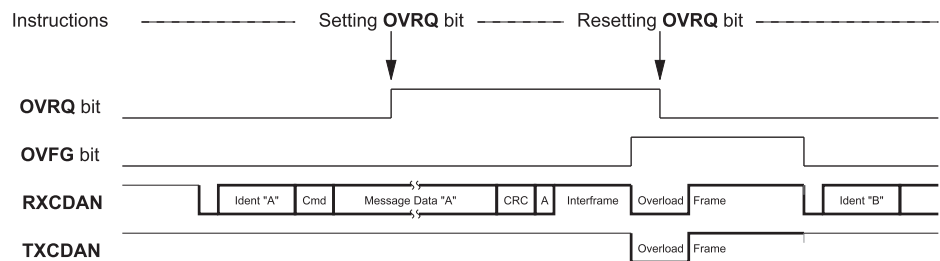 Instructions Setting OVRQ bit Resetting OVRQ bit
OVRQ bit
OVFG bit
RXCDAN Ident "A" Cmd Message Data "A" CRC A Interframe Overload Frame Ident "B"
TXCDAN Overload Frame